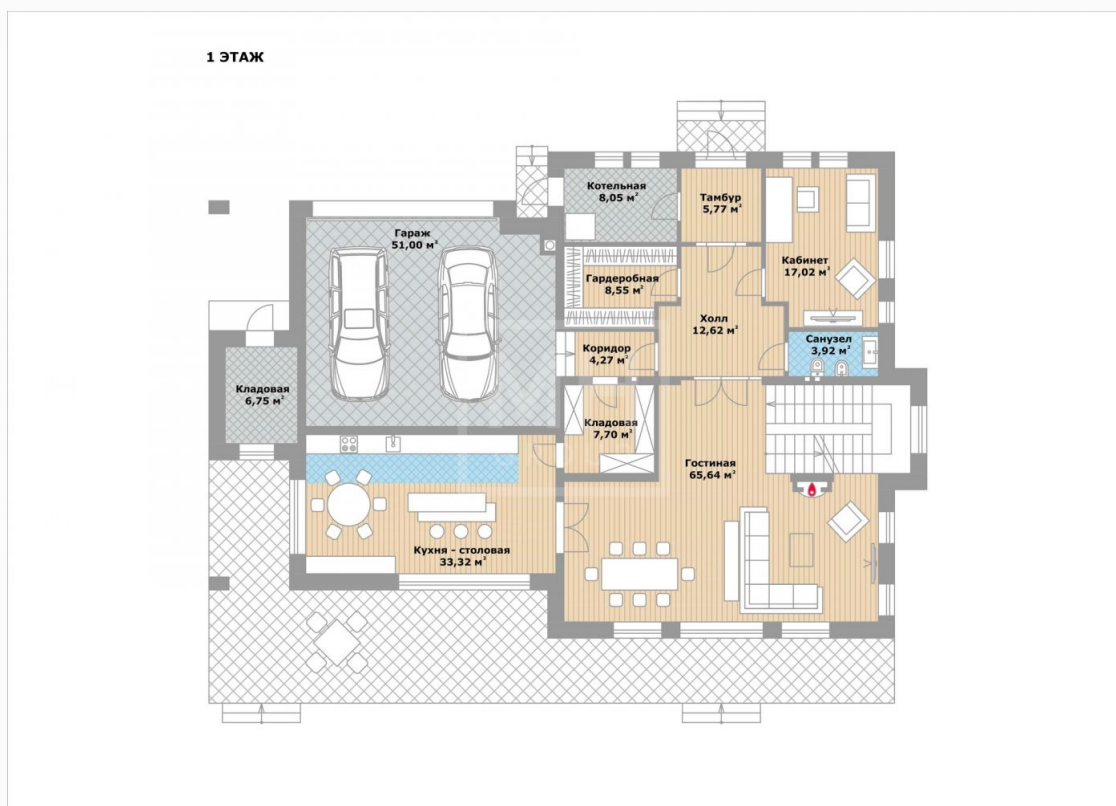 1 ЭТАЖ
Котельная
8,05 м²
Тамбур
5,77 м²
Гараж
51,00 м²
Кабинет
17,02 м²
Гардеробная
8,55 м²
Холл
12,62 м²
Санузел
3,92 м²
Коридор
4,27 м²
Кладовая
6,75 м²
Кладовая
7,70 м²
Гостиная
65,64 м²
Кухня - столовая
33,32 м²